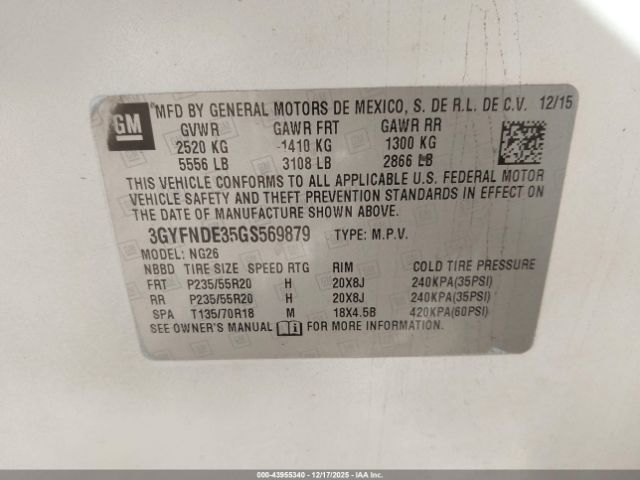 GM
MFD BY GENERAL MOTORS DE MEXICO, S. DE R.L. DE C.V. 12/15
GVWR GAWR FRT GAWR RR
2520 KG 1410 KG 1300 KG
5556 LB 3108 LB 2866 LB
THIS VEHICLE CONFORMS TO ALL APPLICABLE U.S. FEDERAL MOTOR
VEHICLE SAFETY AND THEFT PREVENTION STANDARDS IN EFFECT ON
THE DATE OF MANUFACTURE SHOWN ABOVE.
3GYFNDE35GS569879 TYPE: M.P.V.
MODEL: NG26
NBBD TIRE SIZE SPEED RTG RIM COLD TIRE PRESSURE
FRT P235/55R20 H 20X8J 240KPA(35PSI)
RR P235/55R20 H 20X8J 240KPA(35PSI)
SPA T135/70R18 M 18X4.5B 420KPA(60PSI)
SEE OWNER'S MANUAL FOR MORE INFORMATION.
000-43955340 - 12/17/2025 - IAA, Inc.